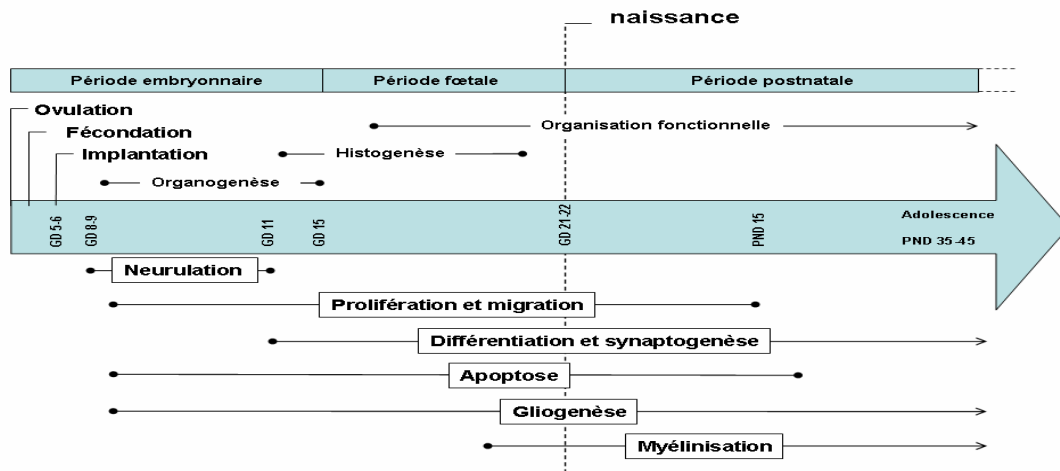 naissance
Période embryonnaire
Période fœtale
Période postnatale
Ovulation
Fécondation
Organisation fonctionnelle
Implantation
Histogenèse
Organogenèse
GD 5-6
GD 8-9
GD 11
GD 15
GD 21-22
PND 15
Adolescence
PND 35-45
Neurulation
Prolifération et migration
Différentiation et synaptogenèse
Apoptose
Gliogenèse
Myélinisation